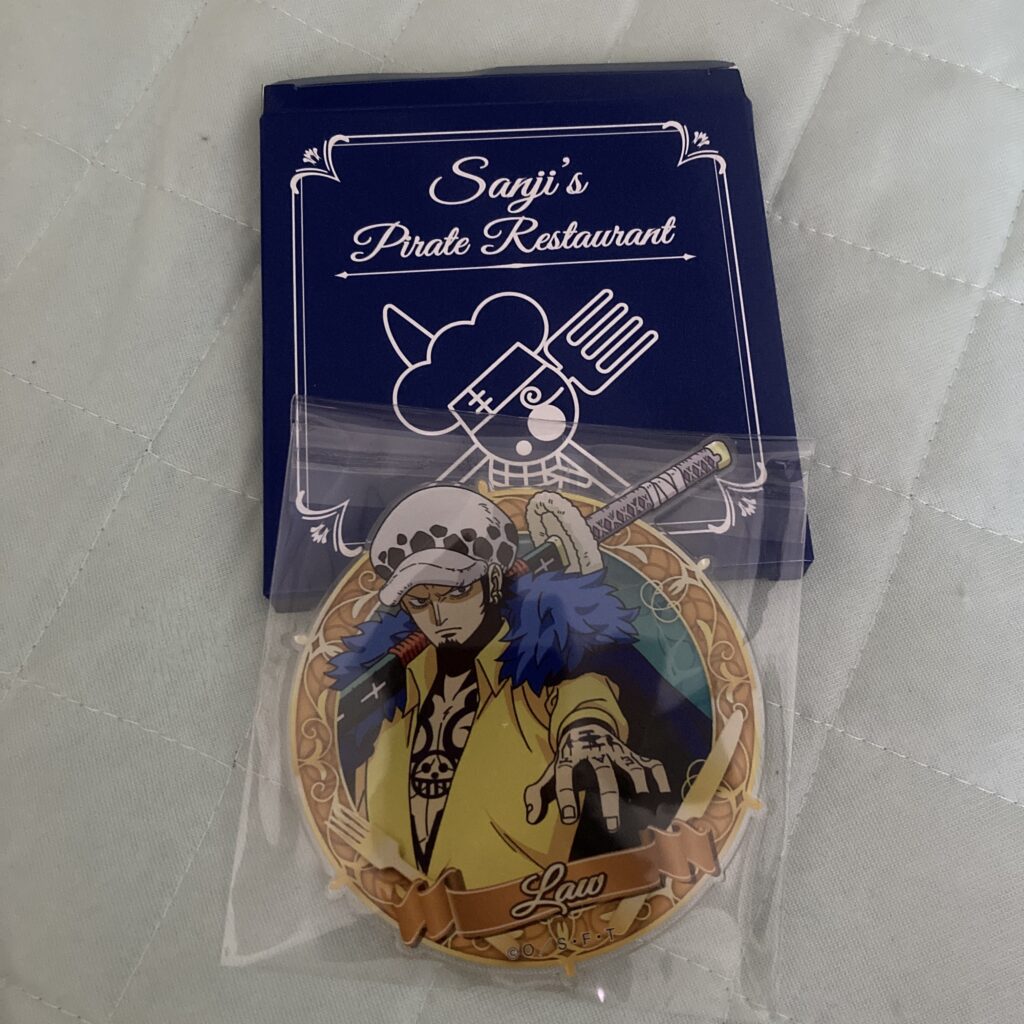 Sanji's
Pirate Restaurant
Law
©O/S·F·T